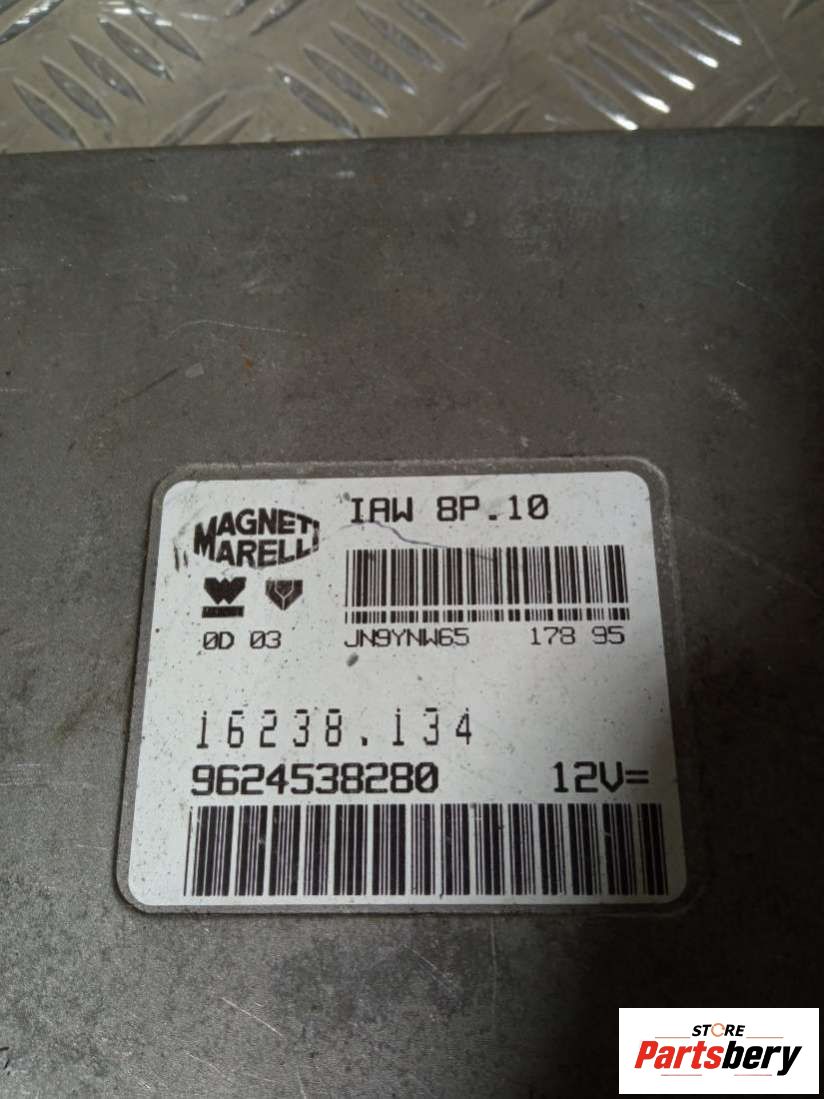 MAGNETI
MARELLI
IAW 8P.10
0D 03
JN9YNW65 178 95
16238.134
9624538280 12V=
STORE
Partsbery